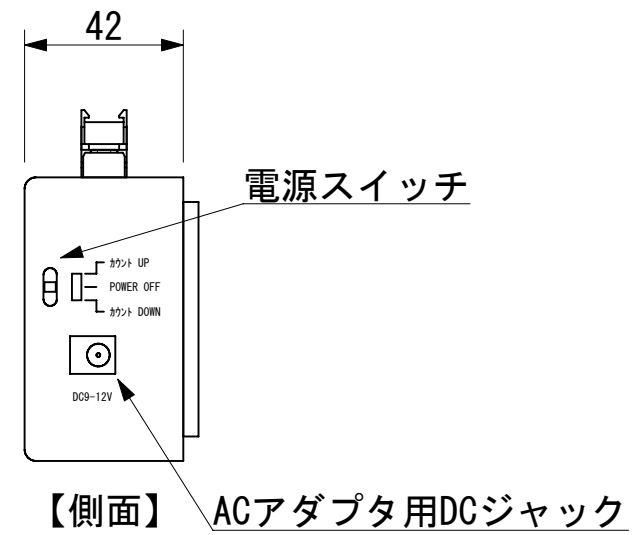 42
電源スイッチ
ｶｳﾝﾄ UP
POWER OFF
ｶｳﾝﾄ DOWN
DC9-12V
【側面】
ACアダプタ用DCジャック